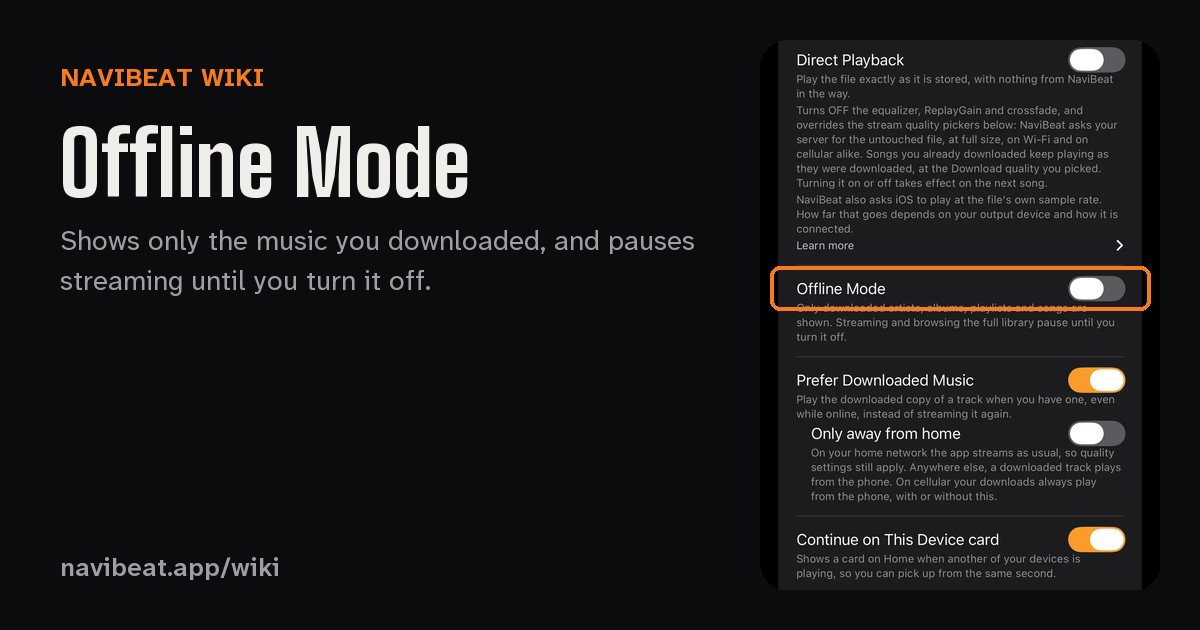 NAVIBEAT WIKI
Offline Mode
Shows only the music you downloaded, and pauses
streaming until you turn it off.
navibeat.app/wiki
Direct Playback
Play the file exactly as it is stored, with nothing from NaviBeat
in the way.
Turns OFF the equalizer, ReplayGain and crossfade, and
overrides the stream quality pickers below: NaviBeat asks your
server for the untouched file, at full size, on Wi-Fi and on
cellular alike. Songs you already downloaded keep playing as
they were downloaded, at the Download quality you picked.
Turning it on or off takes effect on the next song.
NaviBeat also asks iOS to play at the file's own sample rate.
How far that goes depends on your output device and how it is
connected.
Learn more
Offline Mode
Only downloaded artists, albums, playlists and songs are
shown. Streaming and browsing the full library pause until you
turn it off.
Prefer Downloaded Music
Play the downloaded copy of a track when you have one, even
while online, instead of streaming it again.
Only away from home
On your home network the app streams as usual, so quality
settings still apply. Anywhere else, a downloaded track plays
from the phone. On cellular your downloads always play
from the phone, with or without this.
Continue on This Device card
Shows a card on Home when another of your devices is
playing, so you can pick up from the same second.